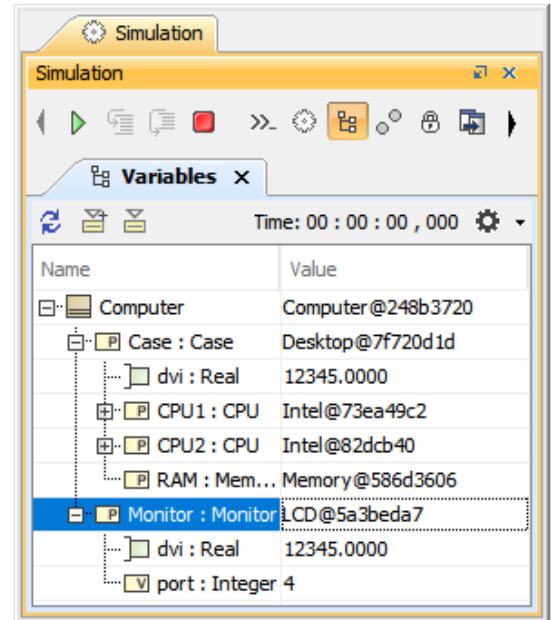 Simulation
Simulation
Variables
Time: 00 : 00 : 00 , 000
Name Value
Computer Computer@248b3720
Case : Case Desktop@7f720d1d
dvi : Real 12345.0000
CPU1 : CPU Intel@73ea49c2
CPU2 : CPU Intel@82dcb40
RAM : Mem... Memory@586d3606
Monitor : Monitor LCD@5a3beda7
dvi : Real 12345.0000
port : Integer 4